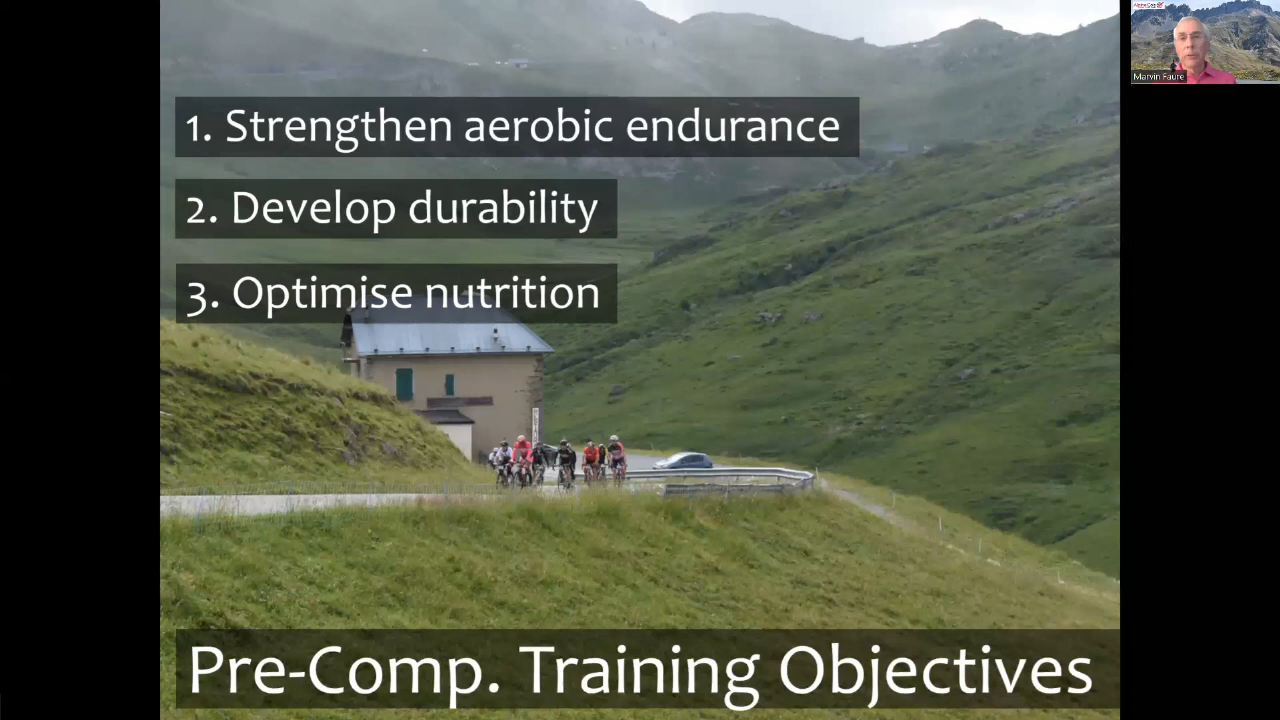 1. Strengthen aerobic endurance
2. Develop durability
3. Optimise nutrition
Pre-Comp. Training Objectives
Marvin Faure